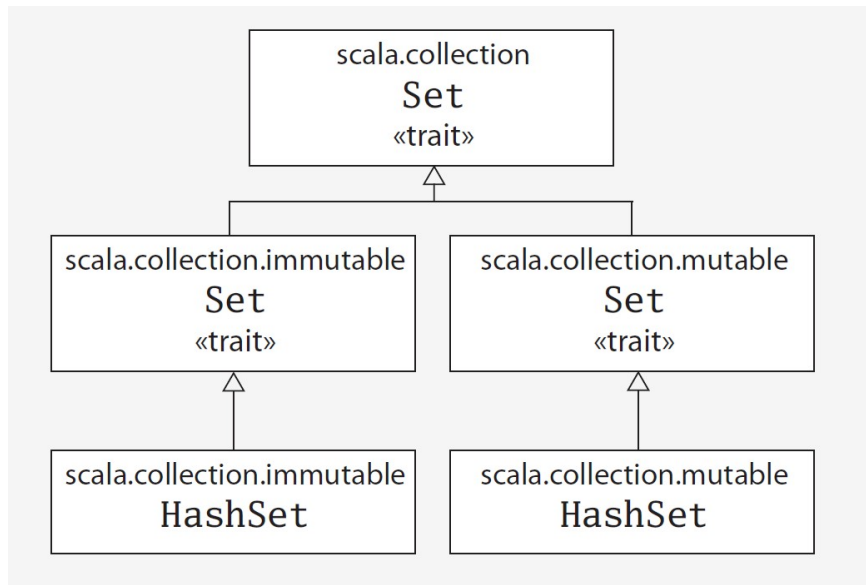 scala.collection
Set
«trait»
scala.collection.immutable
Set
«trait»
scala.collection.mutable
Set
«trait»
scala.collection.immutable
HashSet
scala.collection.mutable
HashSet